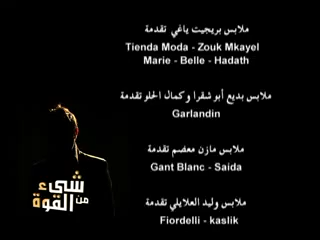 ملابس بريجيت ياغي تقدمة
Tienda Moda - Zouk Mkayel
Marie - Belle - Hadath
ملابس بديع أبو شقرا وكمال الحلو تقدمة
Garlandin
ملابس مازن معضم تقدمة
Gant Blanc - Saida
ملابس وليد العلايلي تقدمة
Fiordelli - kaslik
شيء
من القوة